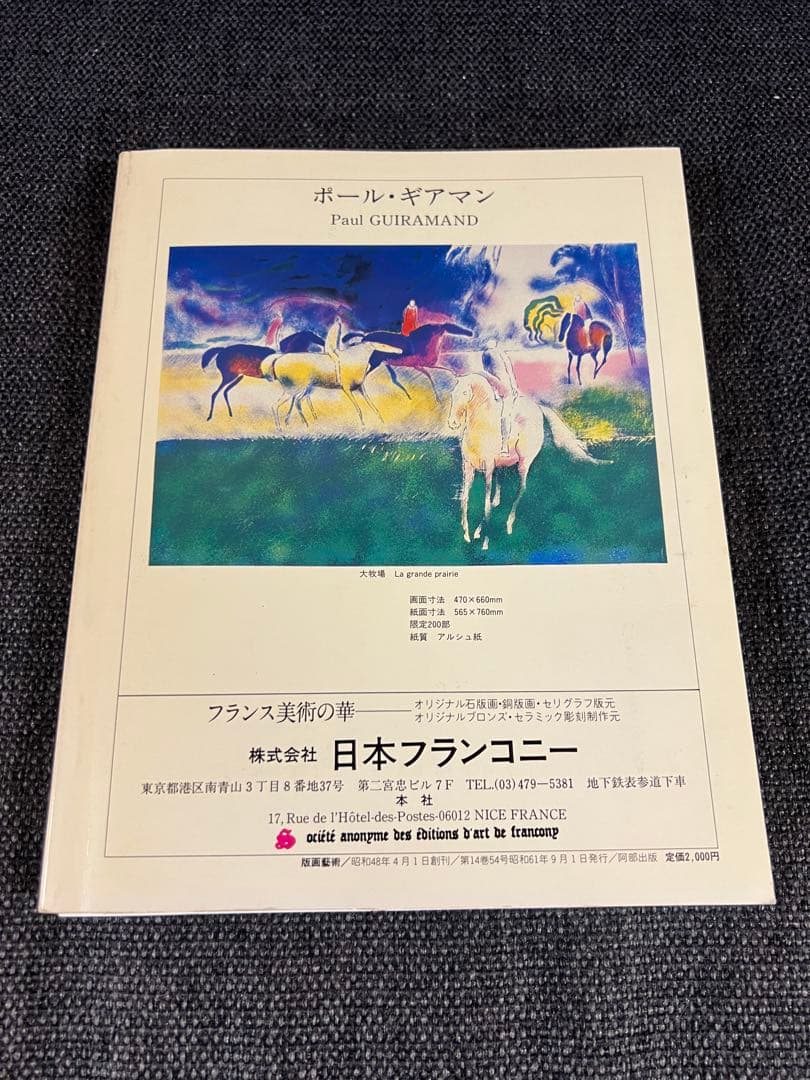 ポール・ギアマン
Paul GUIRAMAND
大牧場　La grande prairie
画面寸法　470×660mm
紙面寸法　565×760mm
限定200部
紙質　アルシュ紙
フランス美術の華――オリジナル石版画・銅版画・セリグラフ版元
オリジナルブロンズ・セラミック彫刻制作元
株式会社　日本フランコニー
東京都港区南青山3丁目8番地37号　第二宮忠ビル7F　TEL.(03)479―5381　地下鉄表参道下車
本社
17, Rue de l'Hôtel-des-Postes-06012 NICE FRANCE
Société anonyme des éditions d'art de francony
版画藝術／昭和48年4月1日創刊／第14巻54号昭和61年9月1日発行／阿部出版　定価2,000円